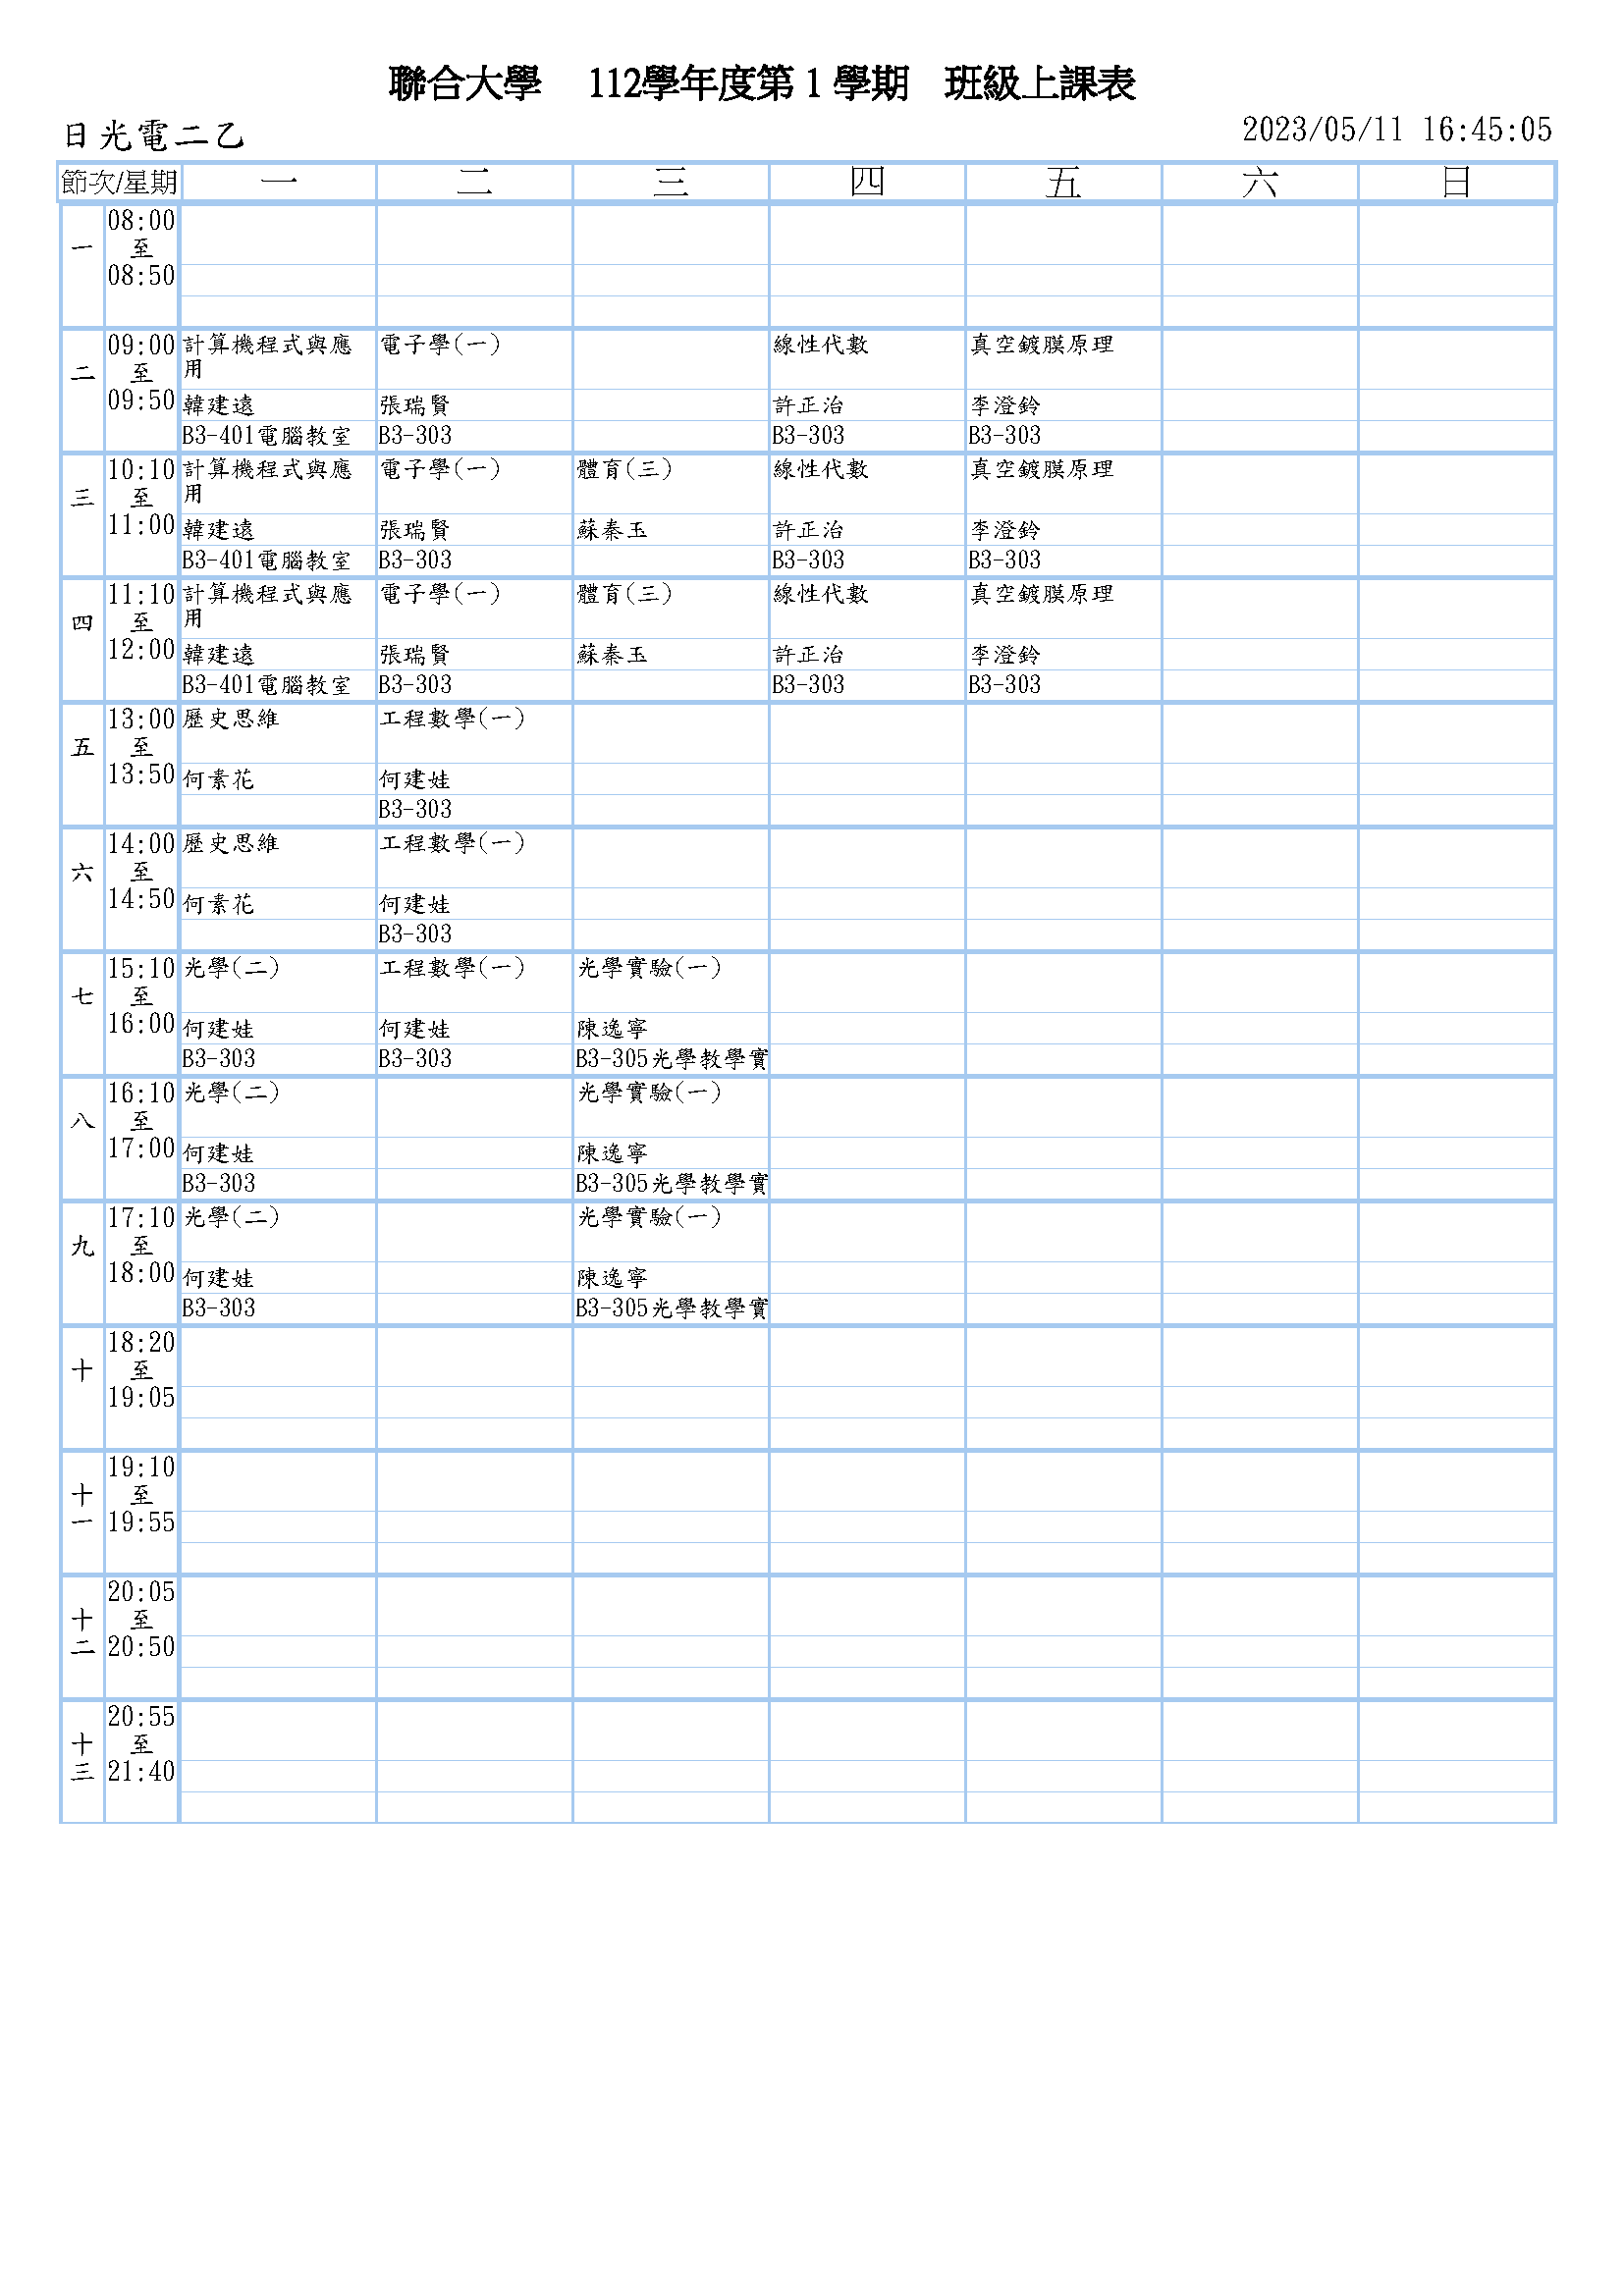 聯合大學 112學年度第 1 學期 班級上課表
日光電二乙 2023/05/11 16:45:05
節次/星期 一 二 三 四 五 六 日
一 08:00 至 08:50
二 09:00 至 09:50
計算機程式與應用 電子學(一) 線性代數 真空鍍膜原理
韓建遠 張瑞賢 許正治 李澄鈴
B3-401電腦教室 B3-303 B3-303 B3-303
三 10:10 至 11:00
計算機程式與應用 電子學(一) 體育(三) 線性代數 真空鍍膜原理
韓建遠 張瑞賢 蘇秦玉 許正治 李澄鈴
B3-401電腦教室 B3-303 B3-303 B3-303
四 11:10 至 12:00
計算機程式與應用 電子學(一) 體育(三) 線性代數 真空鍍膜原理
韓建遠 張瑞賢 蘇秦玉 許正治 李澄鈴
B3-401電腦教室 B3-303 B3-303 B3-303
五 13:00 至 13:50
歷史思維 工程數學(一)
何素花 何建娃
B3-303
六 14:00 至 14:50
歷史思維 工程數學(一)
何素花 何建娃
B3-303
七 15:10 至 16:00
光學(二) 工程數學(一) 光學實驗(一)
何建娃 何建娃 陳逸寧
B3-303 B3-303 B3-305光學教學實
八 16:10 至 17:00
光學(二) 光學實驗(一)
何建娃 陳逸寧
B3-303 B3-305光學教學實
九 17:10 至 18:00
光學(二) 光學實驗(一)
何建娃 陳逸寧
B3-303 B3-305光學教學實
十 18:20 至 19:05
十一 19:10 至 19:55
十二 20:05 至 20:50
十三 20:55 至 21:40